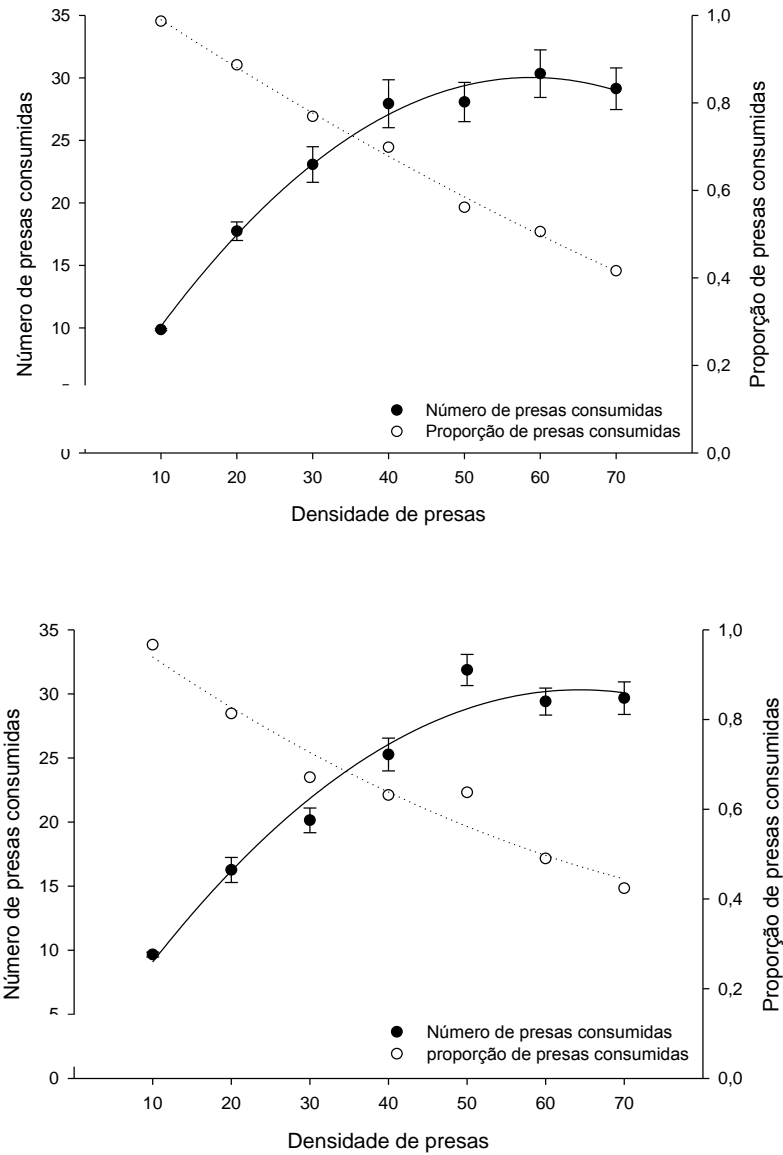 35
30
25
20
15
10
0
Número de presas consumidas
1,0
0,8
0,6
0,4
0,2
0,0
Proporção de presas consumidas
Número de presas consumidas
Proporção de presas consumidas
10 20 30 40 50 60 70
Densidade de presas
35
30
25
20
15
10
5
0
Número de presas consumidas
1,0
0,8
0,6
0,4
0,2
0,0
Proporção de presas consumidas
Número de presas consumidas
proporção de presas consumidas
10 20 30 40 50 60 70
Densidade de presas